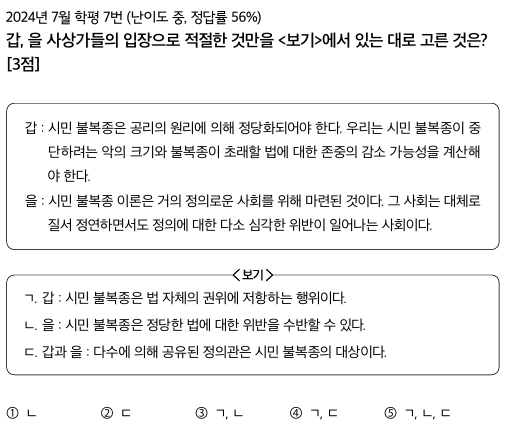 2024년 7월 학평 7번 (난이도 중, 정답률 56%)
갑, 을 사상가들의 입장으로 적절한 것만을 <보기>에서 있는 대로 고른 것은?
[3점]
갑 : 시민 불복종은 공리의 원리에 의해 정당화되어야 한다. 우리는 시민 불복종이 중
단하려는 악의 크기와 불복종이 초래할 법에 대한 존중의 감소 가능성을 계산해
야 한다.
을 : 시민 불복종 이론은 거의 정의로운 사회를 위해 마련된 것이다. 그 사회는 대체로
질서 정연하면서도 정의에 대한 다소 심각한 위반이 일어나는 사회이다.
<보기>
ㄱ. 갑 : 시민 불복종은 법 자체의 권위에 저항하는 행위이다.
ㄴ. 을 : 시민 불복종은 정당한 법에 대한 위반을 수반할 수 있다.
ㄷ. 갑과 을 : 다수에 의해 공유된 정의관은 시민 불복종의 대상이다.
① ㄴ ② ㄷ ③ ㄱ, ㄴ ④ ㄱ, ㄷ ⑤ ㄱ, ㄴ, ㄷ